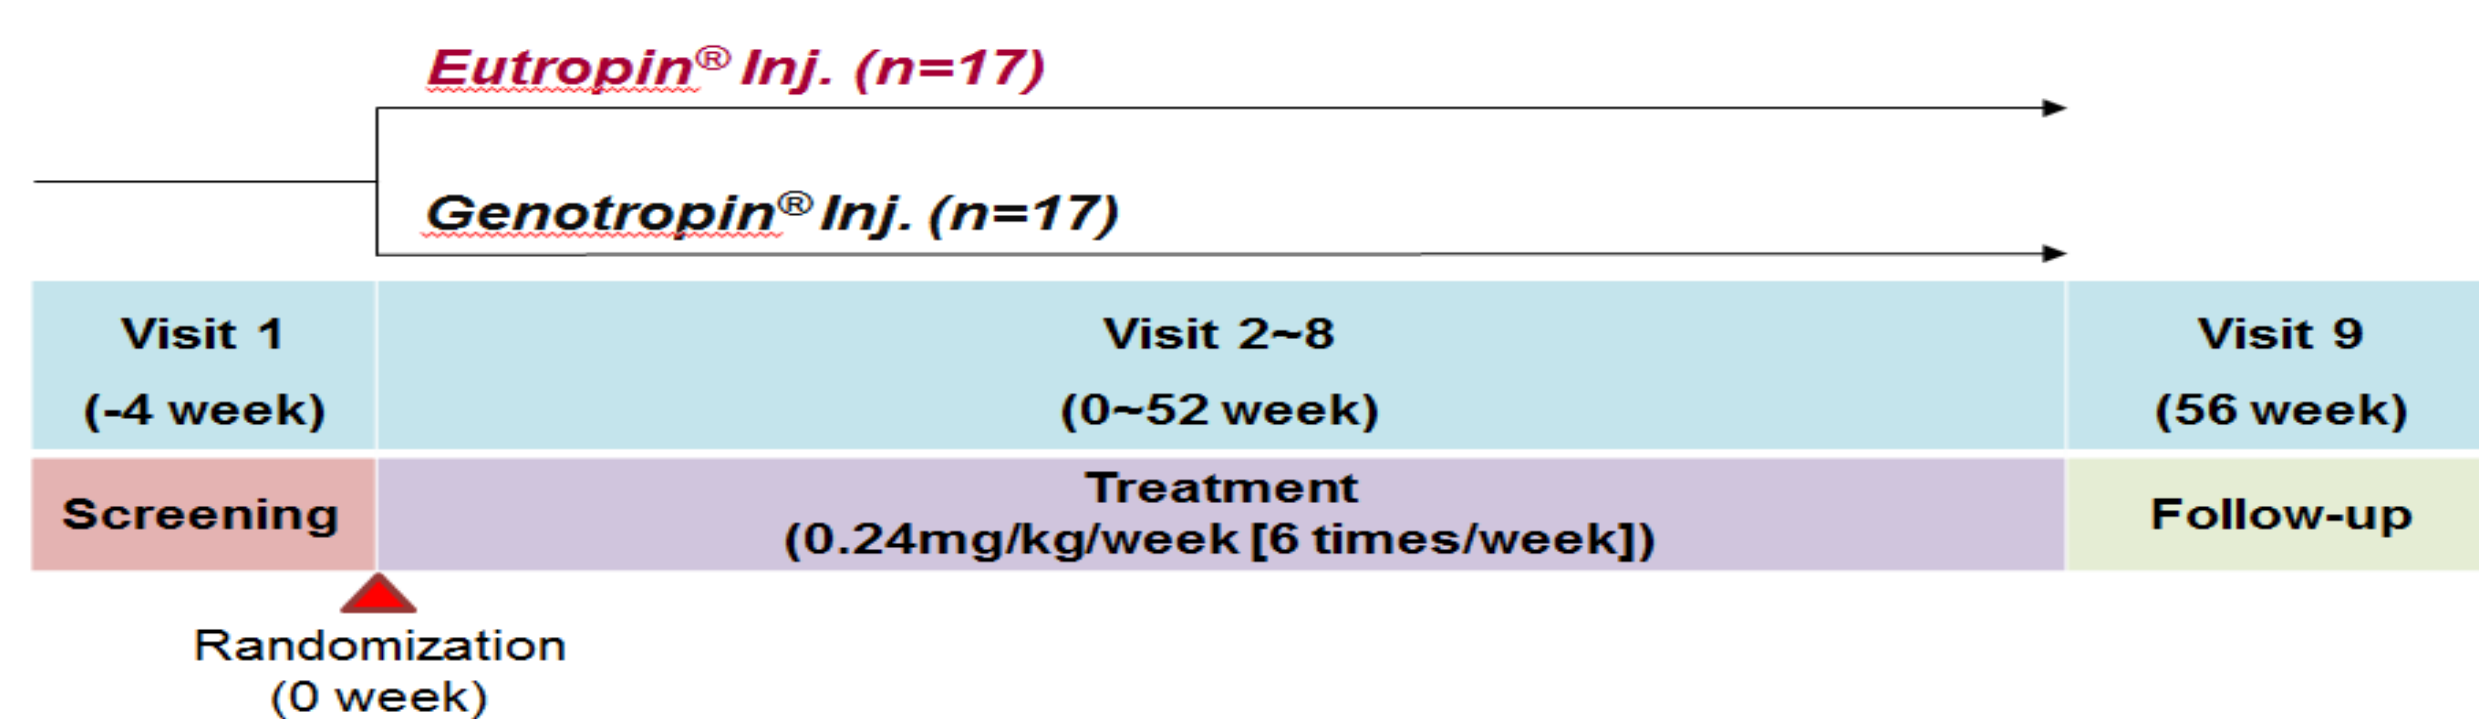 Eutropin® Inj. (n=17)
Genotropin® Inj. (n=17)
Visit 1
(-4 week)
Visit 2~8
(0~52 week)
Visit 9
(56 week)
Screening
Treatment
(0.24mg/kg/week [6 times/week])
Follow-up
Randomization
(0 week)